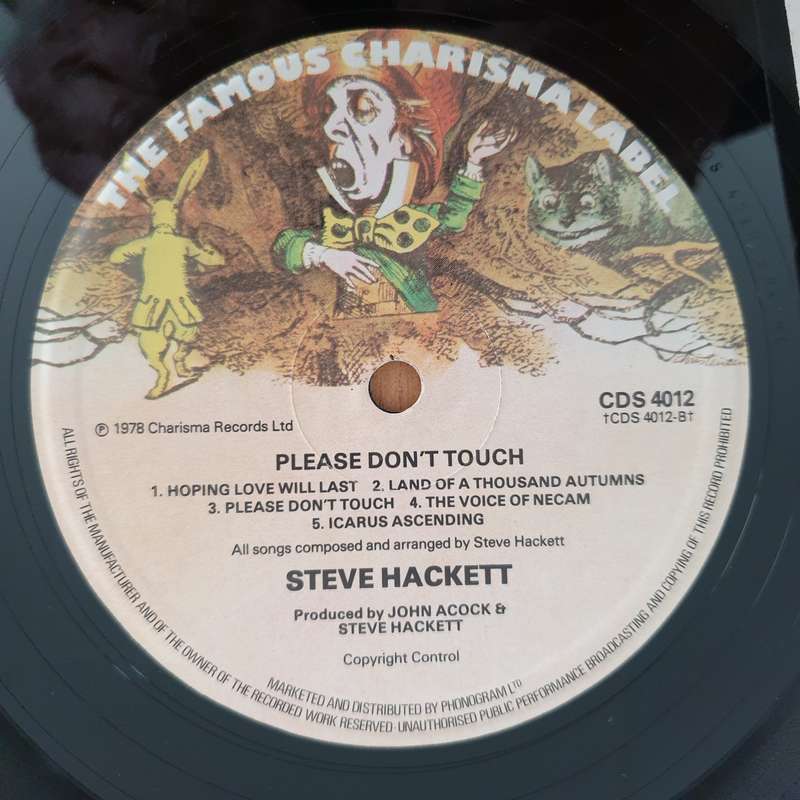 THE FAMOUS CHARISMA LABEL
CDS 4012
†CDS 4012-B†
℗ 1978 Charisma Records Ltd
PLEASE DON'T TOUCH
1. HOPING LOVE WILL LAST 2. LAND OF A THOUSAND AUTUMNS
3. PLEASE DON'T TOUCH 4. THE VOICE OF NECAM
5. ICARUS ASCENDING
All songs composed and arranged by Steve Hackett
STEVE HACKETT
Produced by JOHN ACOCK &
STEVE HACKETT
Copyright Control
MARKETED AND DISTRIBUTED BY PHONOGRAM LTD
ALL RIGHTS OF THE MANUFACTURER AND OF THE OWNER OF THE RECORDED WORK RESERVED·UNAUTHORISED PUBLIC PERFORMANCE BROADCASTING AND COPYING OF THIS RECORD PROHIBITED